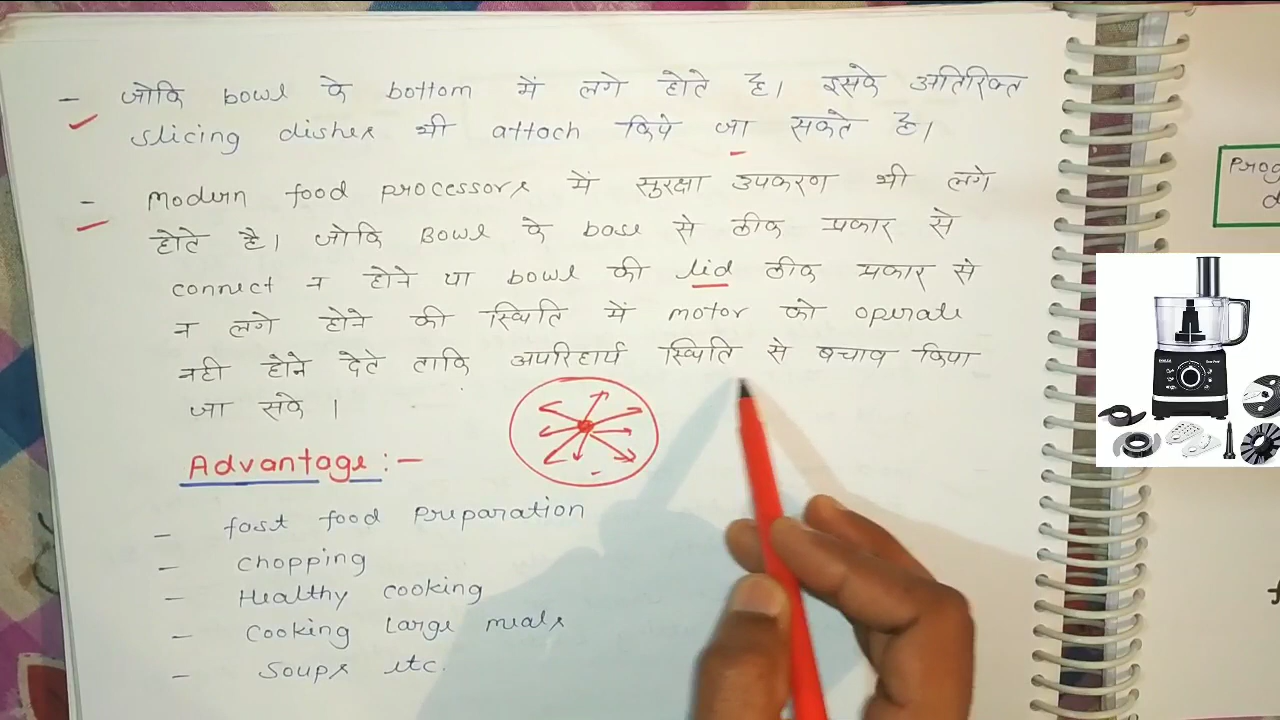 - जोकि bowl के bottom में लगे होते है। इसके अतिरिक्त
slicing dishes भी attach किये जा सकते है।
- Modern food processors में सुरक्षा उपकरण भी लगे
होते है। जोकि Bowl के base से ठीक प्रकार से
connect न होने या bowl की lid ठीक प्रकार से
न लगे होने की स्थिति में motor को operate
नही होने देते ताकि अपरिहार्य स्थिति से बचाव किया
जा सके।
Advantage :-
- fast food preparation
- Chopping
- Healthy cooking
- Cooking Large meals
- Soups etc.